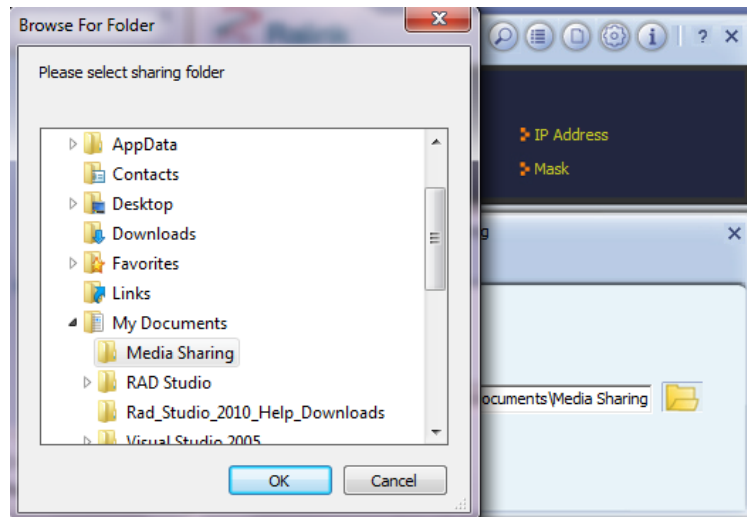 Browse For Folder
Please select sharing folder
AppData
Contacts
Desktop
Downloads
Favorites
Links
My Documents
Media Sharing
RAD Studio
Rad_Studio_2010_Help_Downloads
Visual Studio 2005
OK Cancel
? ×
IP Address
Mask
g
ocuments\Media Sharing